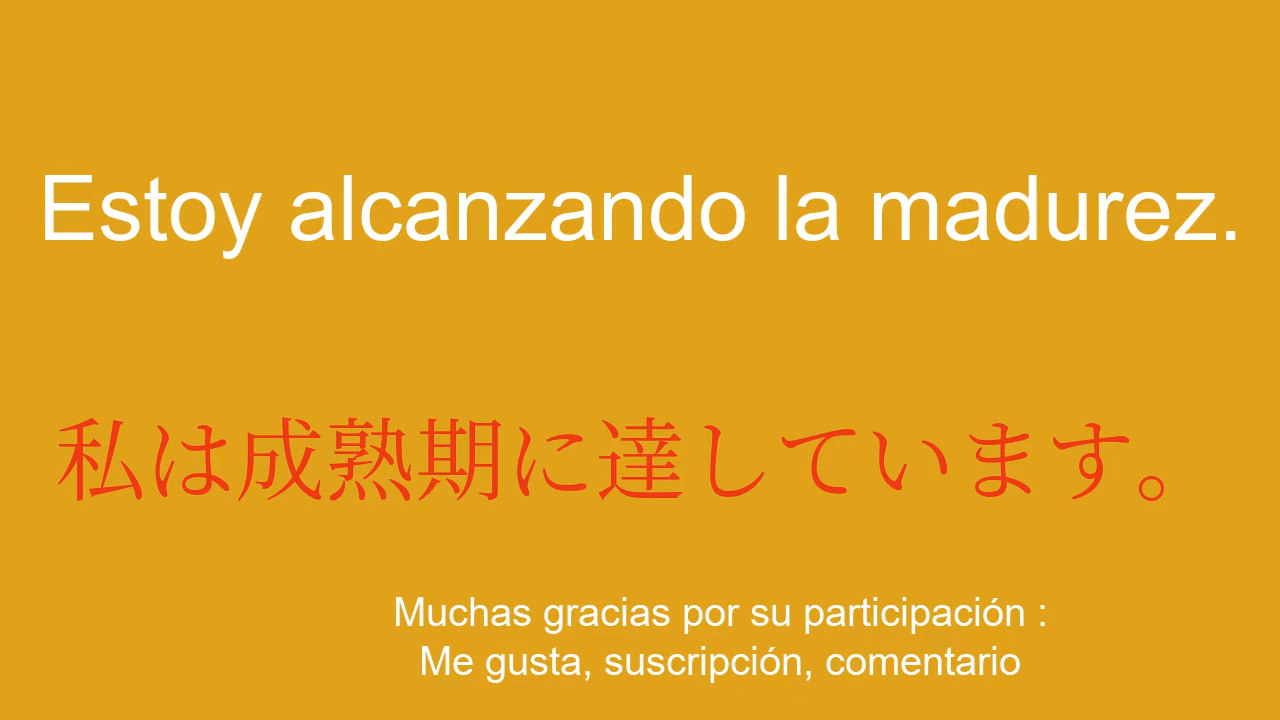 Estoy alcanzando la madurez.
私は成熟期に達しています。
Muchas gracias por su participación :
Me gusta, suscripción, comentario